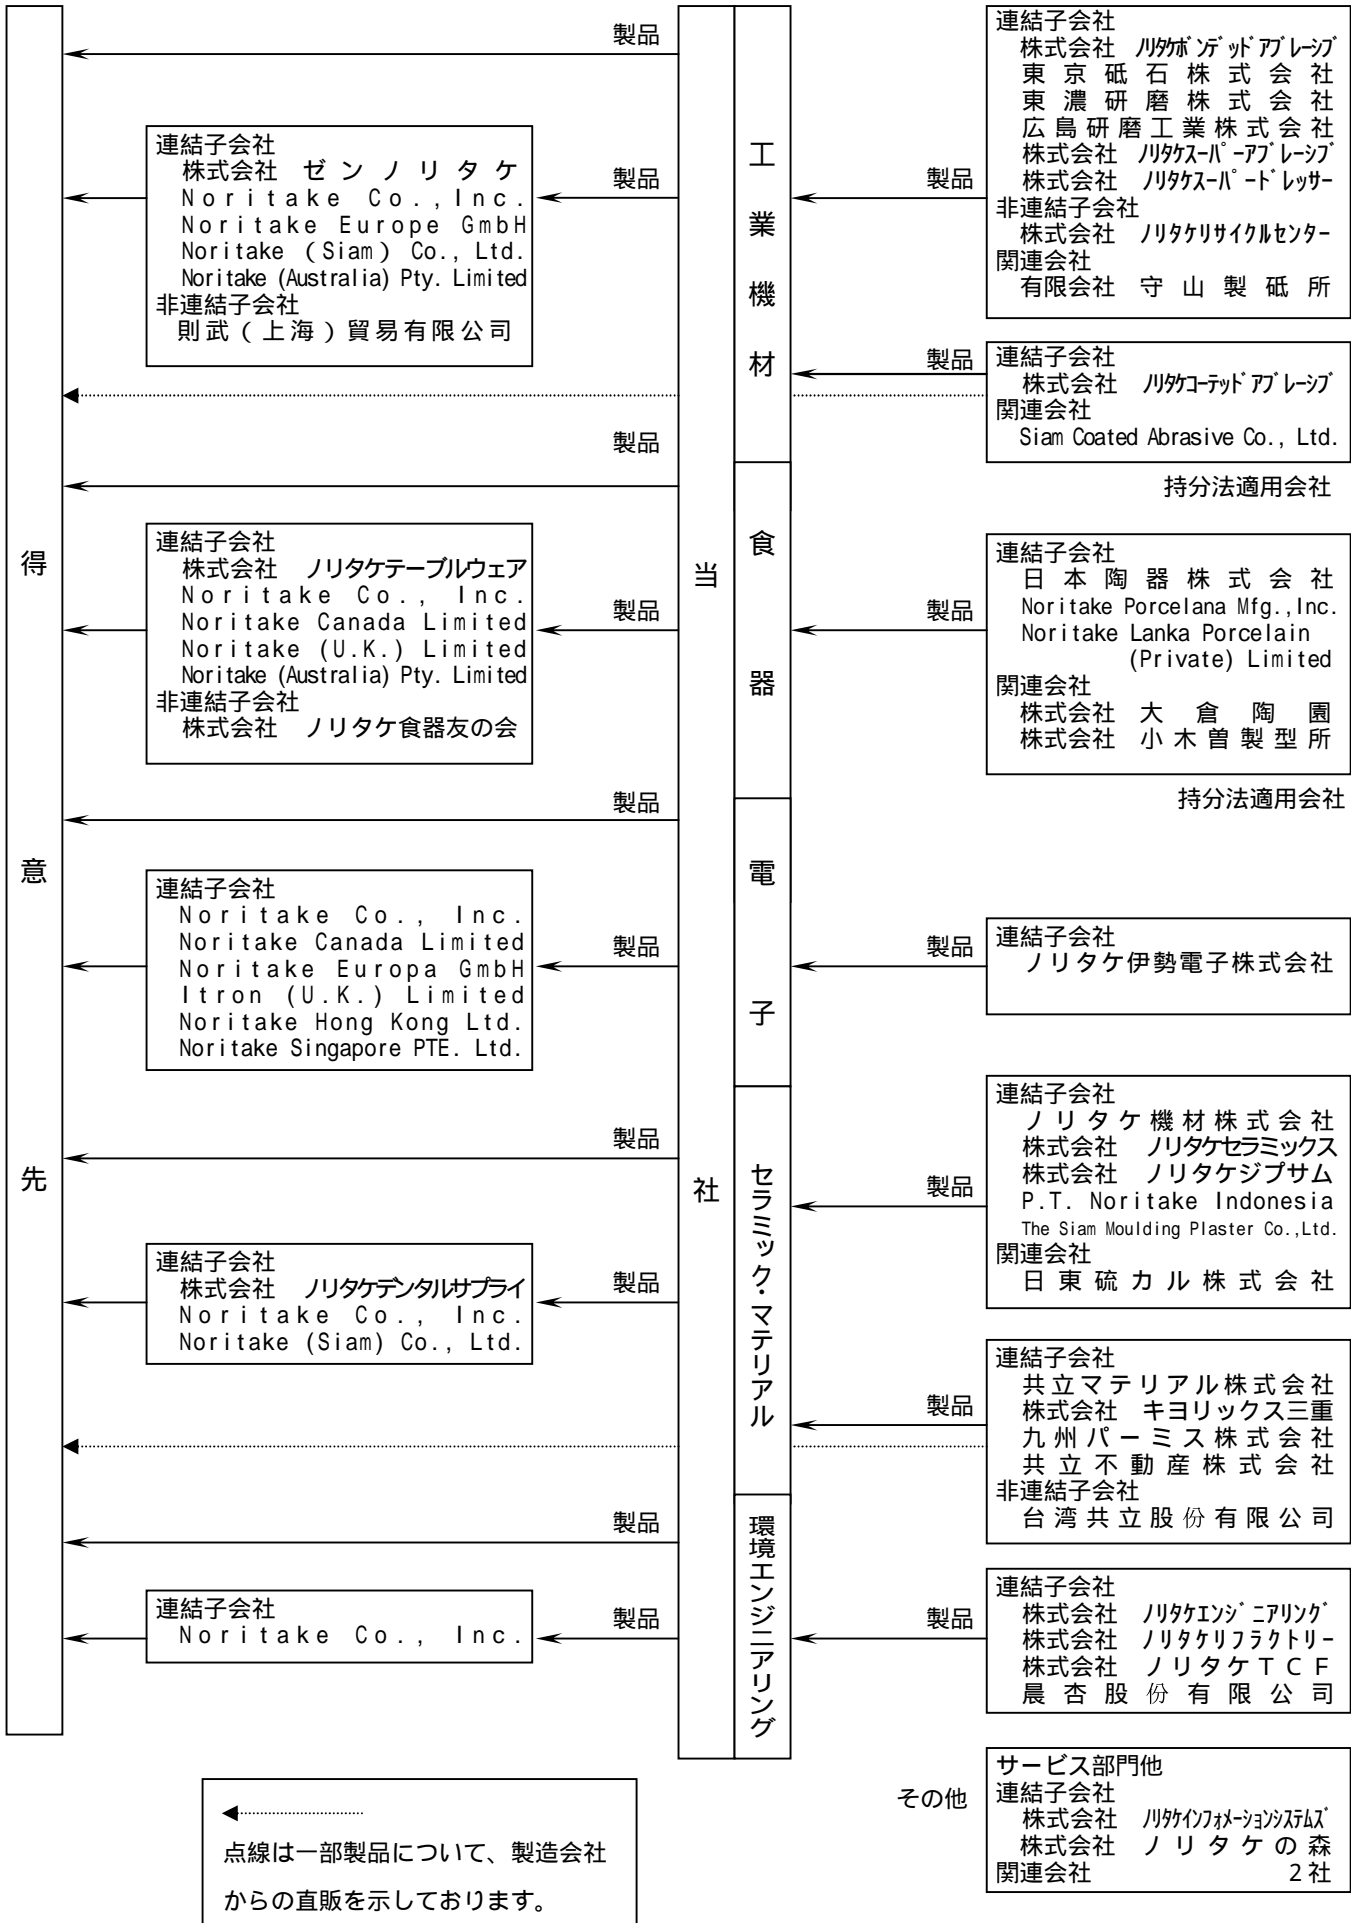 得意先
当社
工業機材
食器
電子
セラミック・マテリアル
環境エンジニアリング
製品
連結子会社
株式会社 ゼンノリタケ
Noritake Co.,Inc.
Noritake Europe GmbH
Noritake (Siam) Co., Ltd.
Noritake (Australia) Pty. Limited
非連結子会社
則武(上海)貿易有限公司
製品
製品
連結子会社
株式会社 ﾉﾘﾀｹﾎﾞﾝデッドアブレーシブ
東京砥石株式会社
東濃研磨株式会社
広島研磨工業株式会社
株式会社 ノリタケスーパーアブレーシブ
株式会社 ノリタケスーパードレッサー
非連結子会社
株式会社 ノリタケリサイクルセンター
関連会社
有限会社 守山製砥所
製品
連結子会社
株式会社 ノリタケコーテッドアブレーシブ
関連会社
Siam Coated Abrasive Co., Ltd.
持分法適用会社
製品
連結子会社
株式会社 ノリタケテーブルウェア
Noritake Co., Inc.
Noritake Canada Limited
Noritake (U.K.) Limited
Noritake (Australia) Pty. Limited
非連結子会社
株式会社 ノリタケ食器友の会
製品
製品
連結子会社
日本陶器株式会社
Noritake Porcelana Mfg.,Inc.
Noritake Lanka Porcelain
(Private) Limited
関連会社
株式会社 大倉陶園
株式会社 小木曽製型所
持分法適用会社
製品
連結子会社
Noritake Co., Inc.
Noritake Canada Limited
Noritake Europa GmbH
Itron (U.K.) Limited
Noritake Hong Kong Ltd.
Noritake Singapore PTE. Ltd.
製品
製品
連結子会社
ノリタケ伊勢電子株式会社
製品
連結子会社
株式会社 ノリタケデンタルサプライ
Noritake Co., Inc.
Noritake (Siam) Co., Ltd.
製品
製品
連結子会社
ノリタケ機材株式会社
株式会社 ノリタケセラミックス
株式会社 ノリタケジプサム
P.T. Noritake Indonesia
The Siam Moulding Plaster Co.,Ltd.
関連会社
日東硫カル株式会社
製品
連結子会社
共立マテリアル株式会社
株式会社 キヨリックス三重
九州パーミス株式会社
共立不動産株式会社
非連結子会社
台湾共立股份有限公司
製品
連結子会社
Noritake Co., Inc.
製品
製品
連結子会社
株式会社 ノリタケエンジニアリング
株式会社 ノリタケリフラクトリー
株式会社 ノリタケTCF
晨杏股份有限公司
その他
サービス部門他
連結子会社
株式会社 ノリタケインフォメーションシステムズ
株式会社 ノリタケの森
関連会社 2社
点線は一部製品について、製造会社
からの直販を示しております。